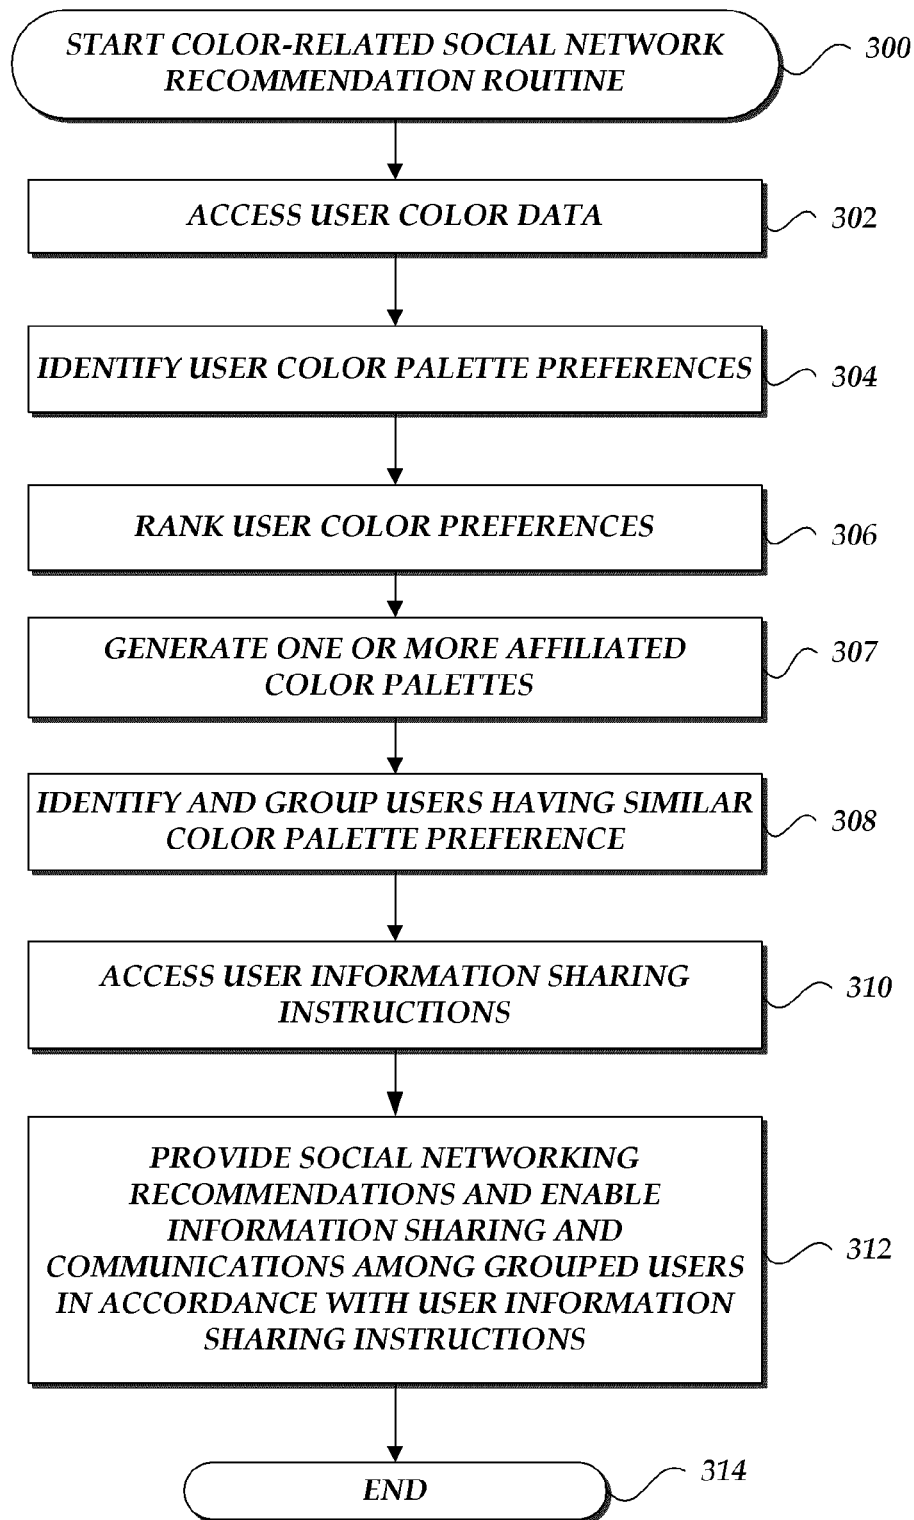 START COLOR-RELATED SOCIAL NETWORK
RECOMMENDATION ROUTINE
300
ACCESS USER COLOR DATA
302
IDENTIFY USER COLOR PALETTE PREFERENCES
304
RANK USER COLOR PREFERENCES
306
GENERATE ONE OR MORE AFFILIATED
COLOR PALETTES
307
IDENTIFY AND GROUP USERS HAVING SIMILAR
COLOR PALETTE PREFERENCE
308
ACCESS USER INFORMATION SHARING
INSTRUCTIONS
310
PROVIDE SOCIAL NETWORKING
RECOMMENDATIONS AND ENABLE
INFORMATION SHARING AND
COMMUNICATIONS AMONG GROUPED USERS
IN ACCORDANCE WITH USER INFORMATION
SHARING INSTRUCTIONS
312
END
314